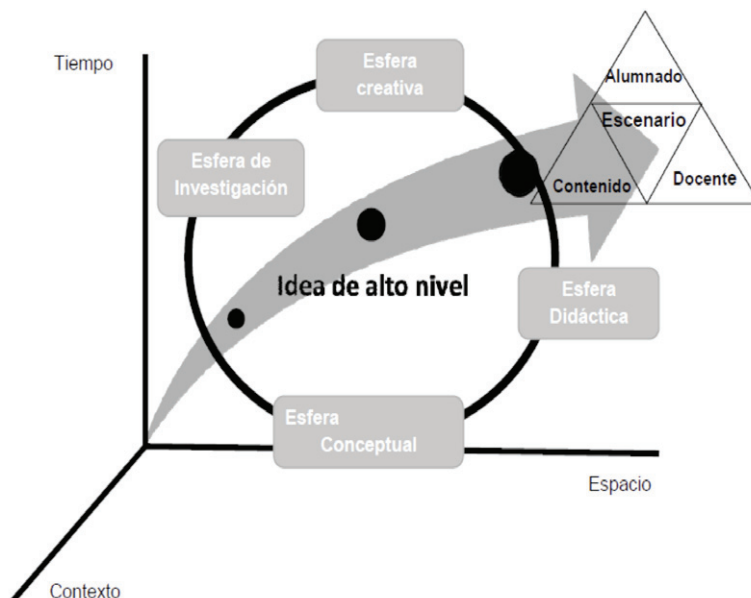 Esfera
creativa
Tiempo
Alumnado
Escenario
Esfera de
Investigación
Contenido
Docente
Idea de alto nivel
Esfera
Didáctica
Esfera
Conceptual
Espacio
Contexto